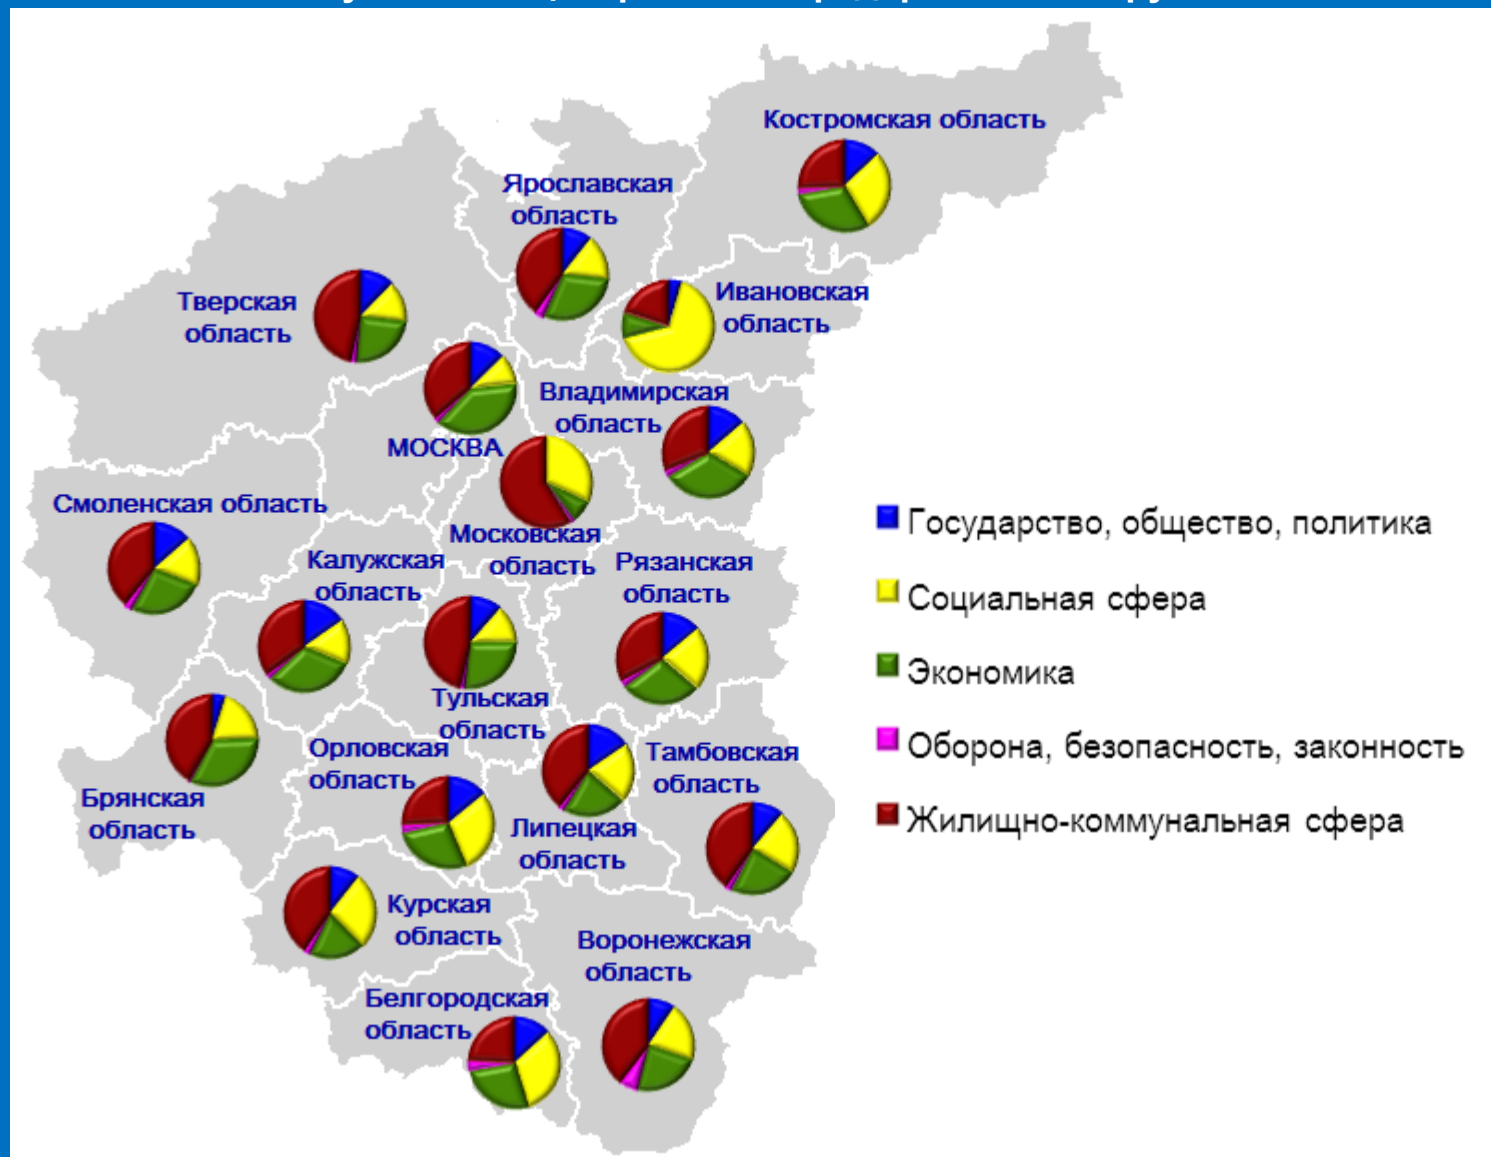 Костромская область
Ярославская
область
Ивановская
область
Тверская
область
Владимирская
область
МОСКВА
Смоленская область
Московская
область
Калужская
область
Рязанская
область
Тульская
область
Орловская
область
Тамбовская
область
Брянская
область
Липецкая
область
Курская
область
Воронежская
область
Белгородская
область
Государство, общество, политика
Социальная сфера
Экономика
Оборона, безопасность, законность
Жилищно-коммунальная сфера